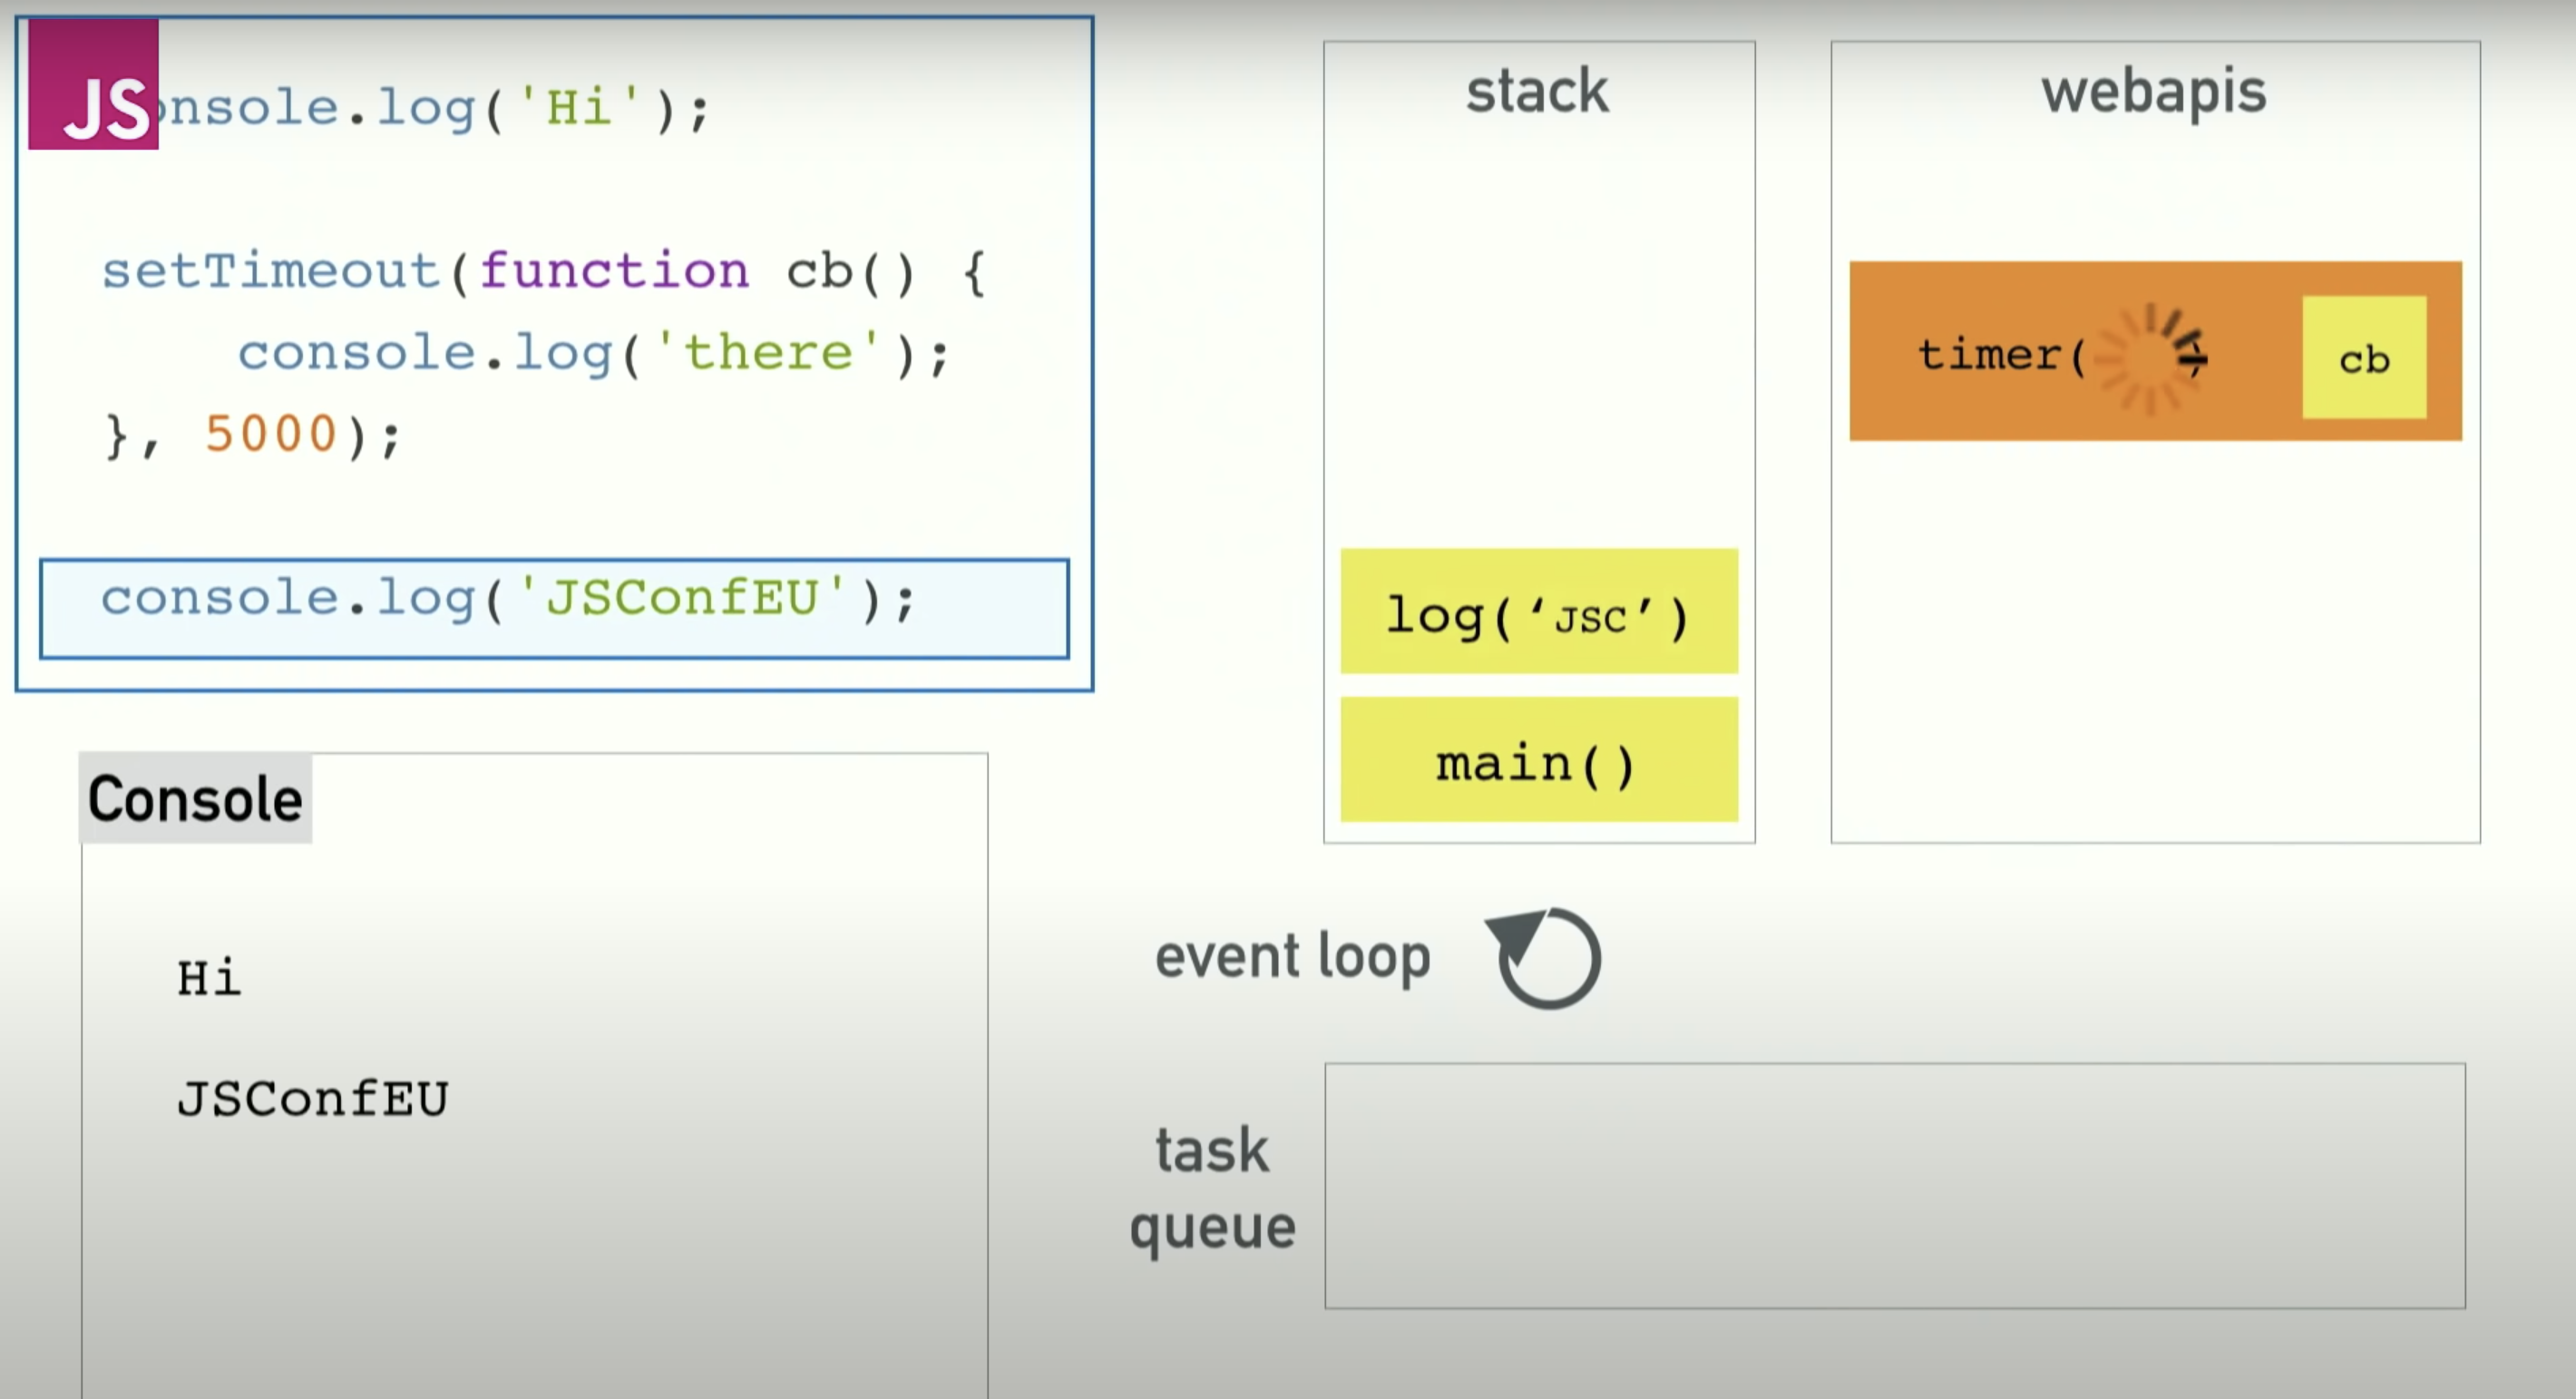 JS
onsole.log('Hi');
setTimeout(function cb() {
console.log('there');
}, 5000);
console.log('JSConfEU');
Console
Hi
JSConfEU
stack
log(‘JSC’)
main()
webapis
timer( )
cb
event loop
task
queue